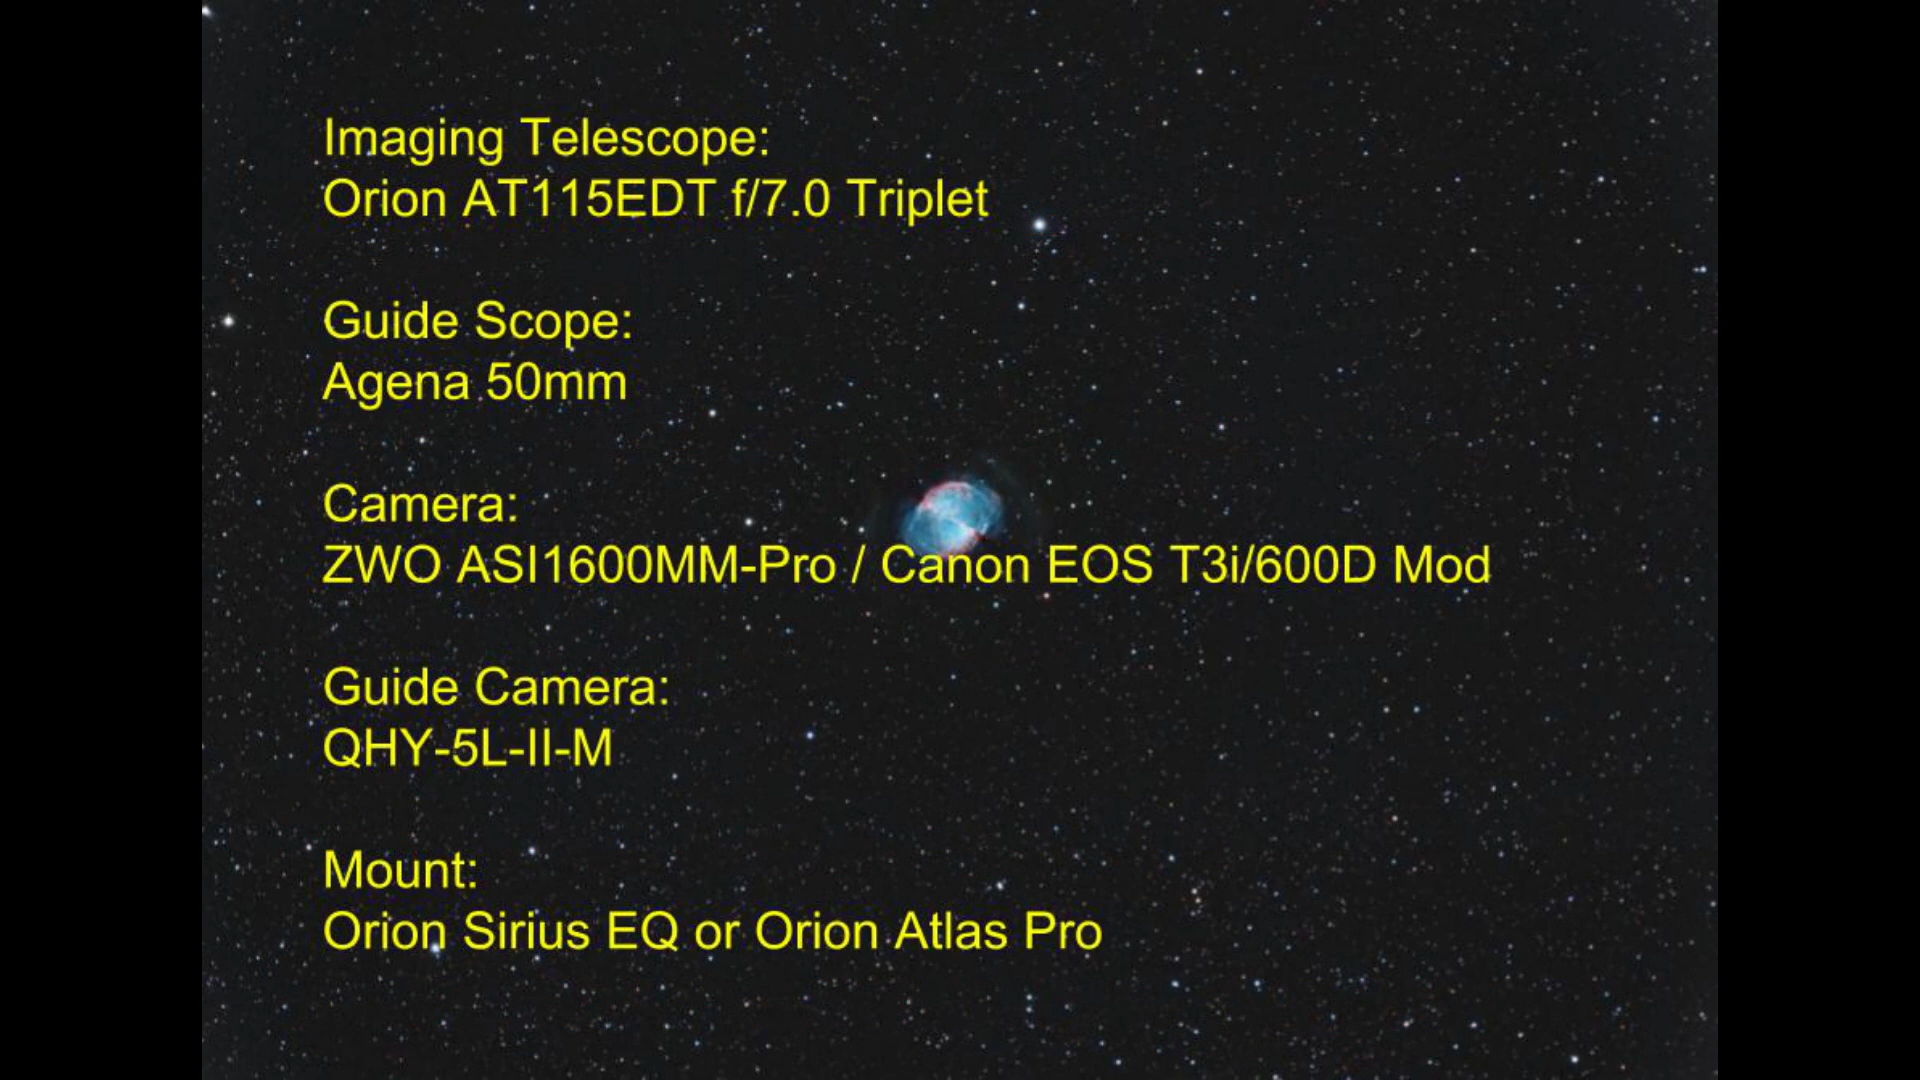 Imaging Telescope:
Orion AT115EDT f/7.0 Triplet
Guide Scope:
Agena 50mm
Camera:
ZWO ASI1600MM-Pro / Canon EOS T3i/600D Mod
Guide Camera:
QHY-5L-II-M
Mount:
Orion Sirius EQ or Orion Atlas Pro